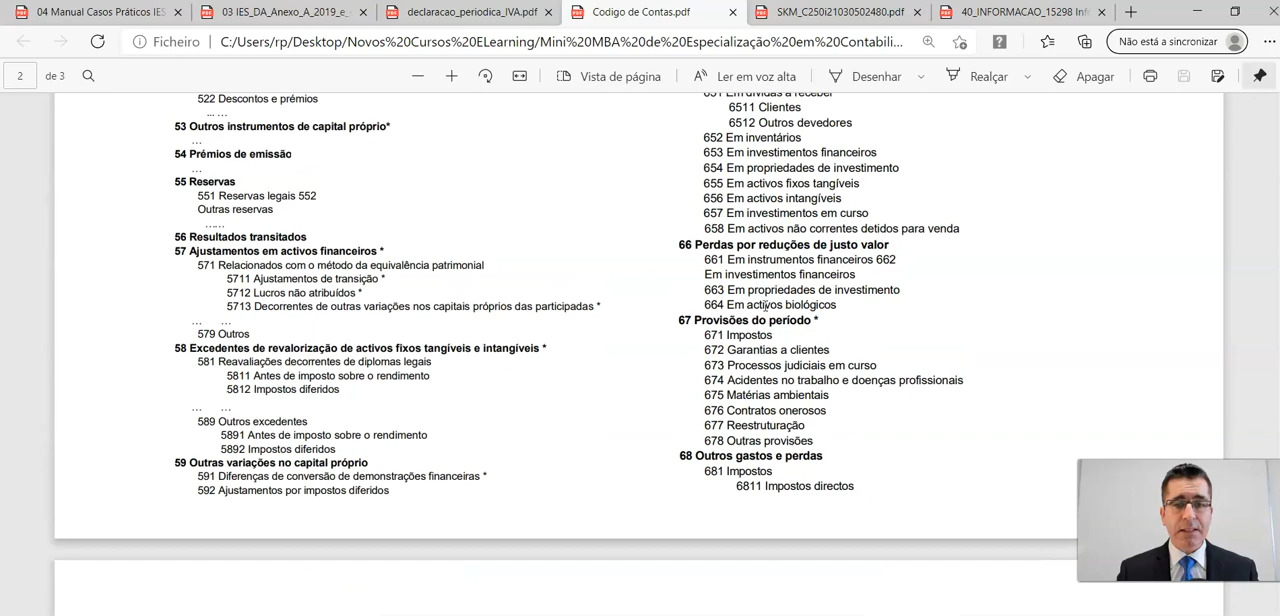 04 Manual Casos Práticos IES
03 IES_DA_Anexo_A_2019_e_
declaracao_periodica_IVA.pdf
Codigo de Contas.pdf
SKM_C250i21030502480.pdf
40_INFORMACAO_15298 Inf
Ficheiro
C:/Users/rp/Desktop/Novos%20Cursos%20ELearning/Mini%20MBA%20de%20Especialização%20em%20Contabili...
Não está a sincronizar
2 de 3
Vista de página
Ler em voz alta
Desenhar
Realçar
Apagar
522 Descontos e prémios
... ...
53 Outros instrumentos de capital próprio*
...
54 Prémios de emissão
...
55 Reservas
551 Reservas legais 552
Outras reservas
......
56 Resultados transitados
57 Ajustamentos em activos financeiros *
571 Relacionados com o método da equivalência patrimonial
5711 Ajustamentos de transição *
5712 Lucros não atribuídos *
5713 Decorrentes de outras variações nos capitais próprios das participadas *
... ...
579 Outros
58 Excedentes de revalorização de activos fixos tangíveis e intangíveis *
581 Reavaliações decorrentes de diplomas legais
5811 Antes de imposto sobre o rendimento
5812 Impostos diferidos
... ...
589 Outros excedentes
5891 Antes de imposto sobre o rendimento
5892 Impostos diferidos
59 Outras variações no capital próprio
591 Diferenças de conversão de demonstrações financeiras *
592 Ajustamentos por impostos diferidos
651 Em dívidas a receber
6511 Clientes
6512 Outros devedores
652 Em inventários
653 Em investimentos financeiros
654 Em propriedades de investimento
655 Em activos fixos tangíveis
656 Em activos intangíveis
657 Em investimentos em curso
658 Em activos não correntes detidos para venda
66 Perdas por reduções de justo valor
661 Em instrumentos financeiros 662
Em investimentos financeiros
663 Em propriedades de investimento
664 Em activos biológicos
67 Provisões do período *
671 Impostos
672 Garantias a clientes
673 Processos judiciais em curso
674 Acidentes no trabalho e doenças profissionais
675 Matérias ambientais
676 Contratos onerosos
677 Reestruturação
678 Outras provisões
68 Outros gastos e perdas
681 Impostos
6811 Impostos directos